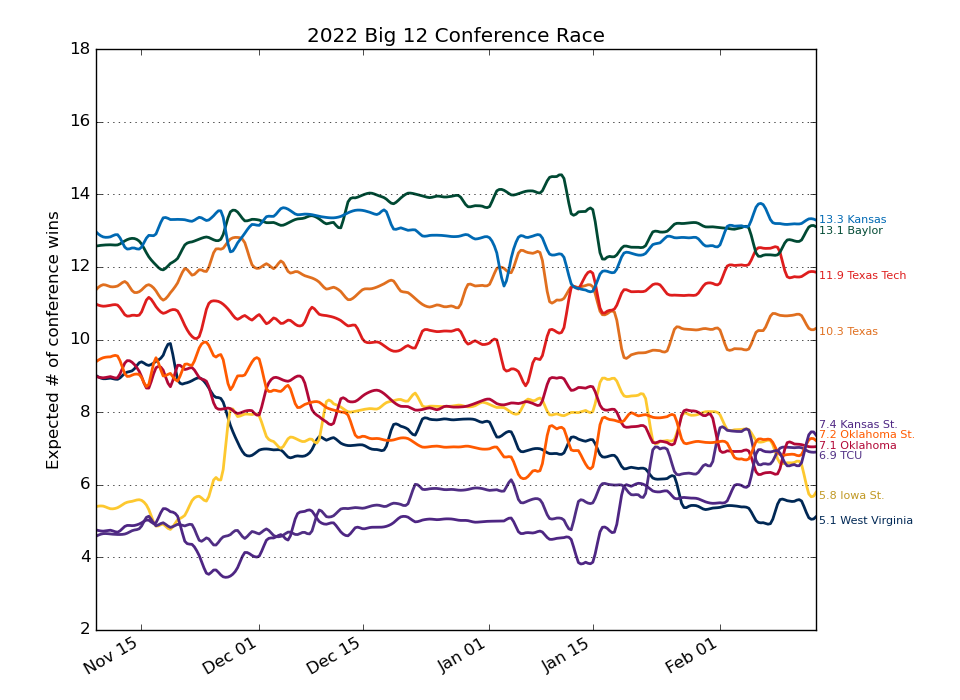 2022 Big 12 Conference Race
Expected # of conference wins
18
16
14
12
10
8
6
4
2
13.3 Kansas
13.1 Baylor
11.9 Texas Tech
10.3 Texas
7.4 Kansas St.
7.2 Oklahoma St.
7.1 Oklahoma
6.9 TCU
5.8 Iowa St.
5.1 West Virginia
Nov 15
Dec 01
Dec 15
Jan 01
Jan 15
Feb 01